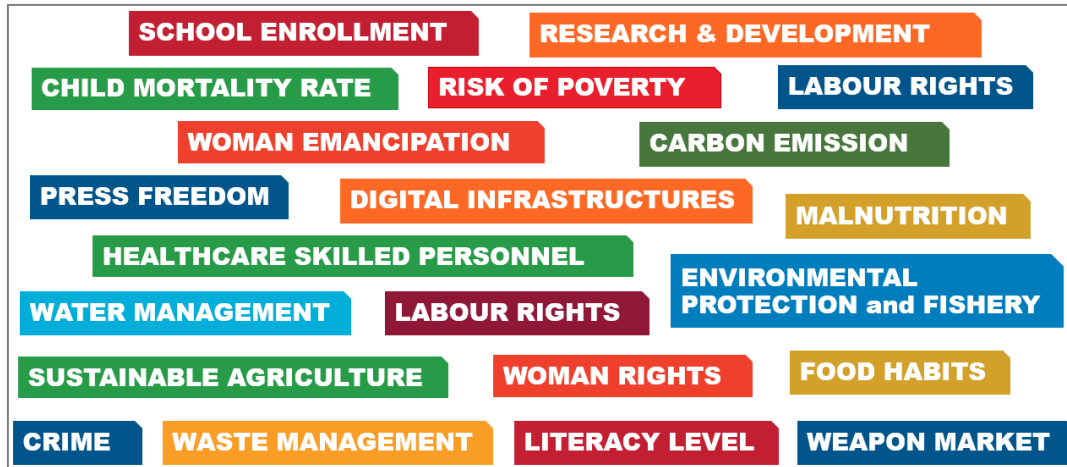 SCHOOL ENROLLMENT
RESEARCH & DEVELOPMENT
CHILD MORTALITY RATE
RISK OF POVERTY
LABOUR RIGHTS
WOMAN EMANCIPATION
CARBON EMISSION
PRESS FREEDOM
DIGITAL INFRASTRUCTURES
MALNUTRITION
HEALTHCARE SKILLED PERSONNEL
ENVIRONMENTAL
PROTECTION and FISHERY
WATER MANAGEMENT
LABOUR RIGHTS
SUSTAINABLE AGRICULTURE
WOMAN RIGHTS
FOOD HABITS
CRIME
WASTE MANAGEMENT
LITERACY LEVEL
WEAPON MARKET